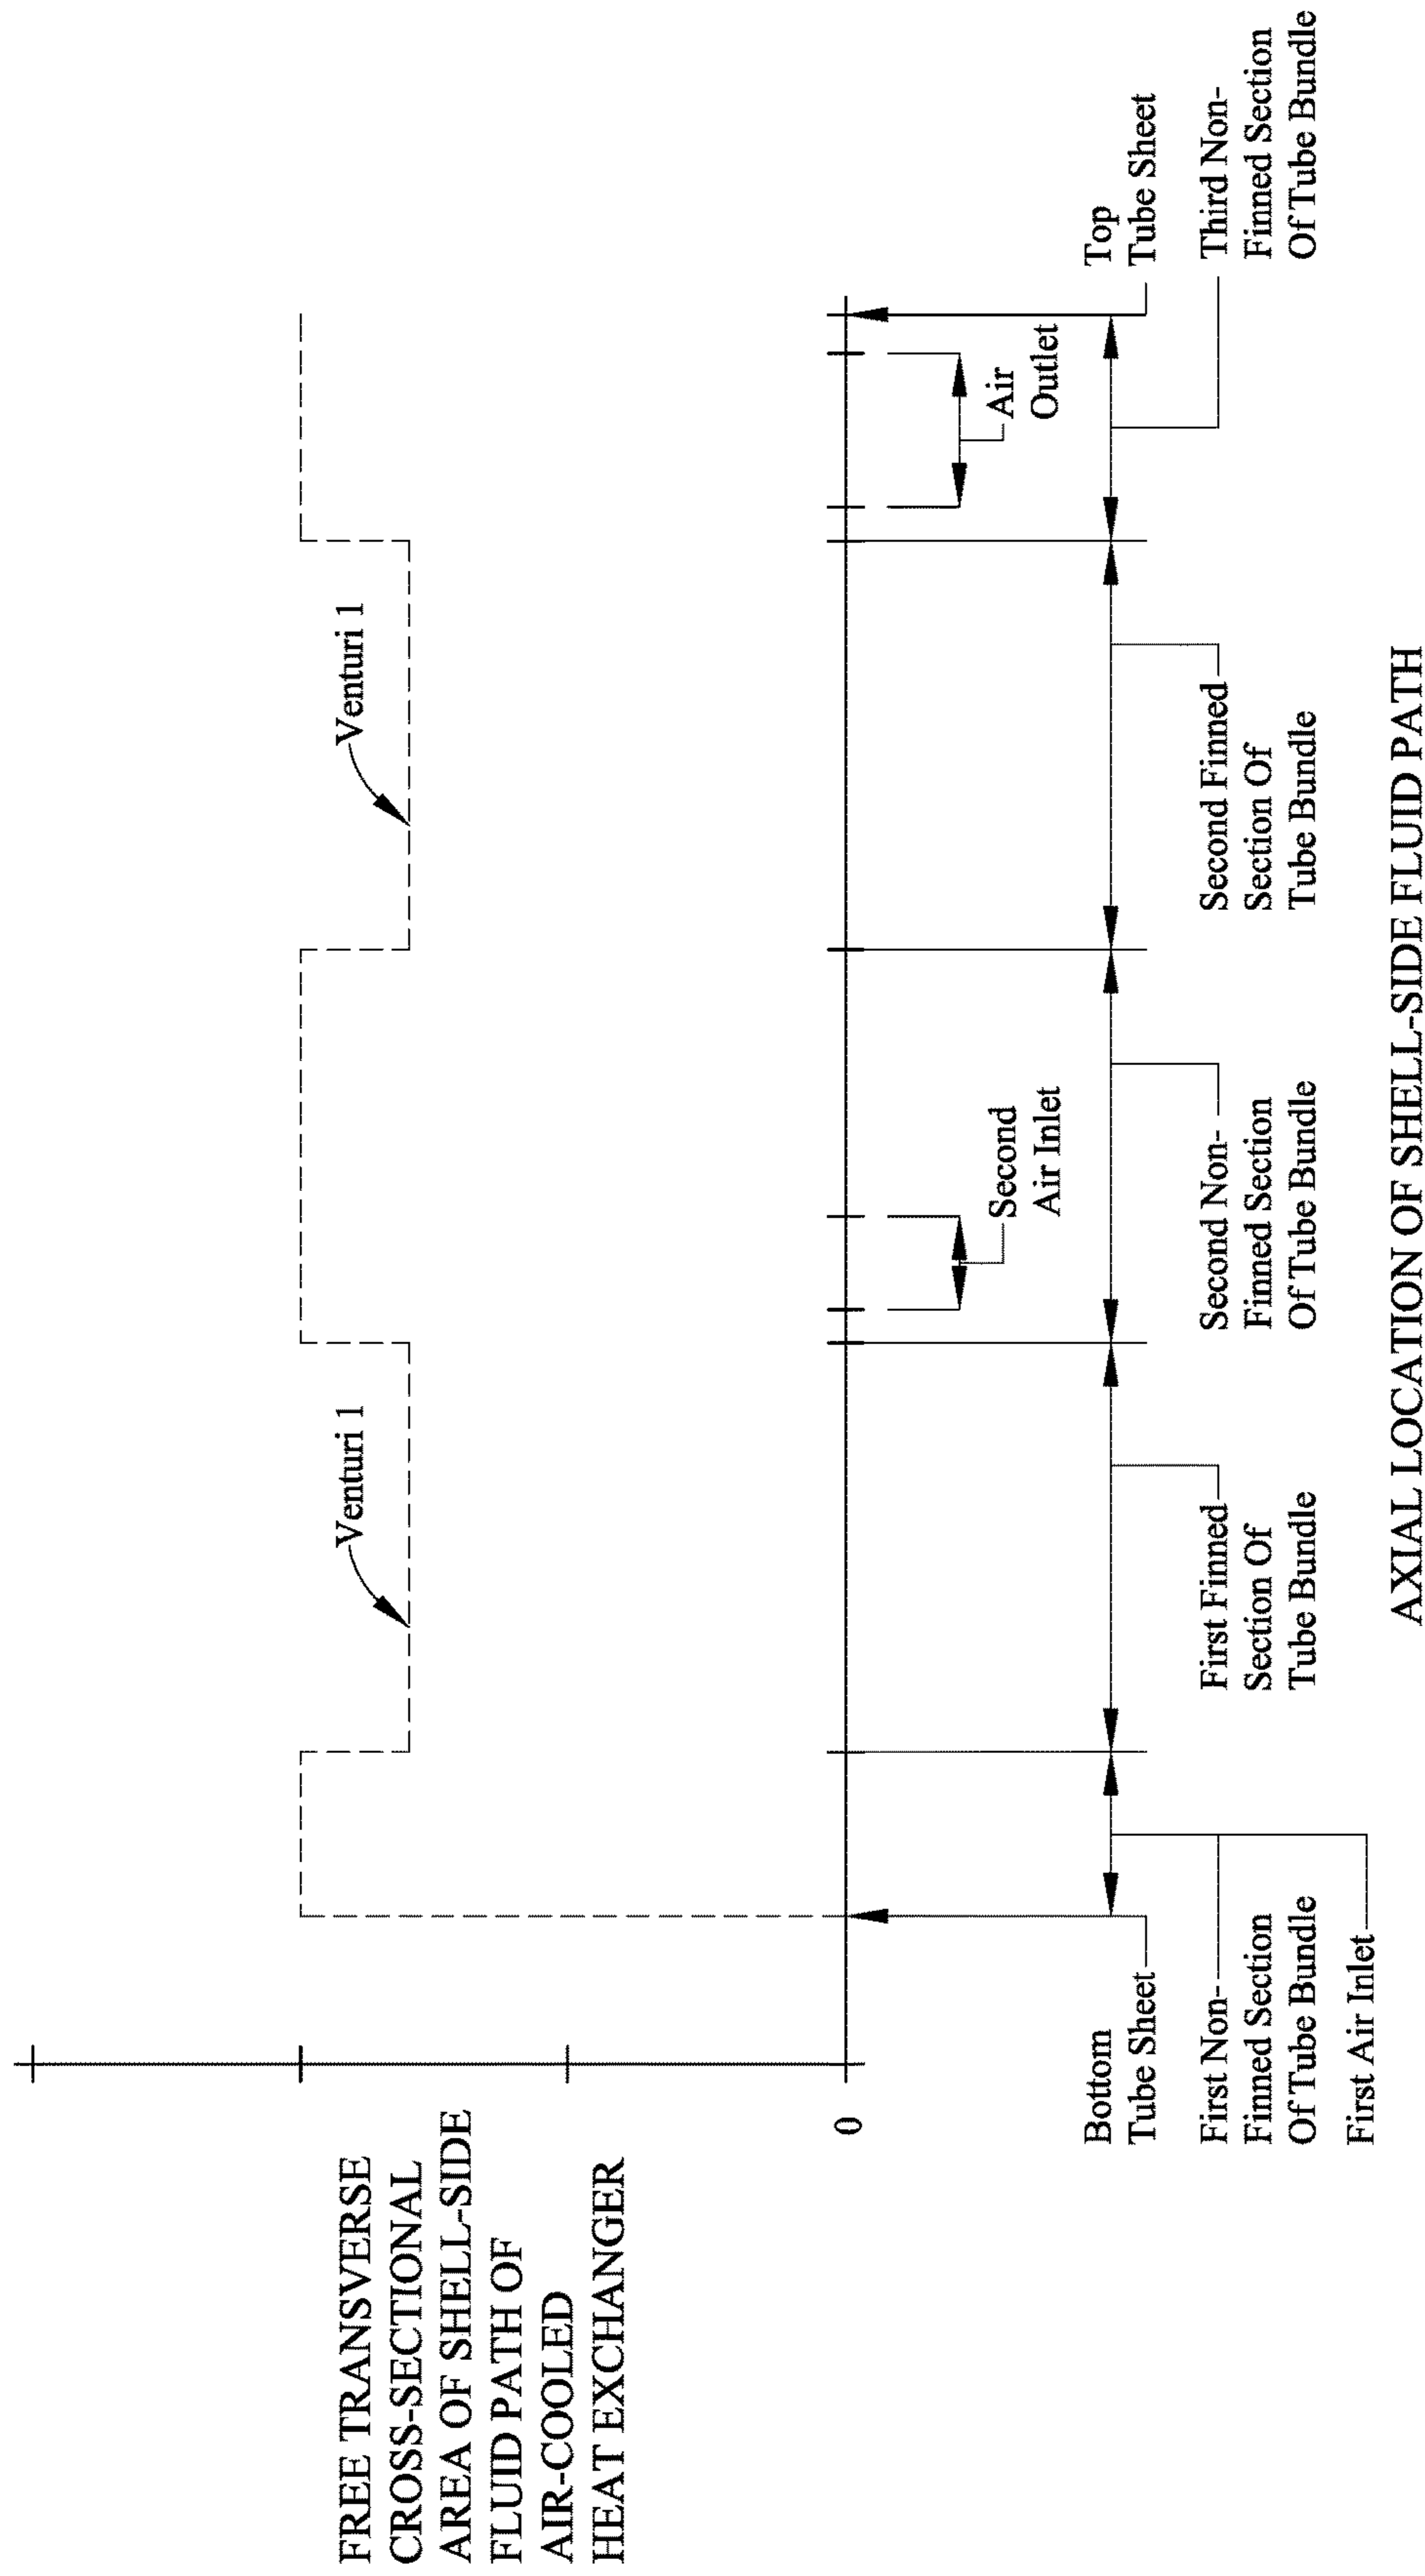 FREE TRANSVERSE
CROSS-SECTIONAL
AREA OF SHELL-SIDE
FLUID PATH OF
AIR-COOLED
HEAT EXCHANGER
Venturi 1
Venturi 1
0
Second
Air Inlet
Air
Outlet
Bottom
Tube Sheet
Top
Tube Sheet
First Non-
Finned Section
Of Tube Bundle
First Air Inlet
First Finned
Section Of
Tube Bundle
Second Non-
Finned Section
Of Tube Bundle
Second Finned
Section Of
Tube Bundle
Third Non-
Finned Section
Of Tube Bundle
AXIAL LOCATION OF SHELL-SIDE FLUID PATH